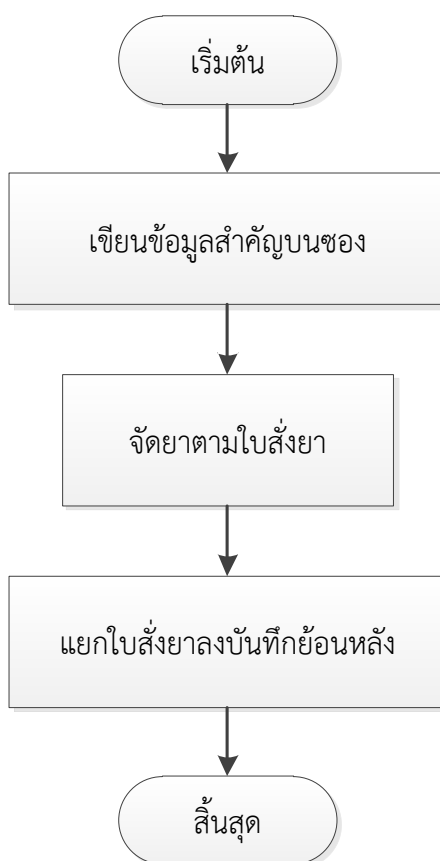 เริ่มต้น
เขียนข้อมูลสำคัญบนซอง
จัดยาตามใบสั่งยา
แยกใบสั่งยาลงบันทึกย้อนหลัง
สิ้นสุด